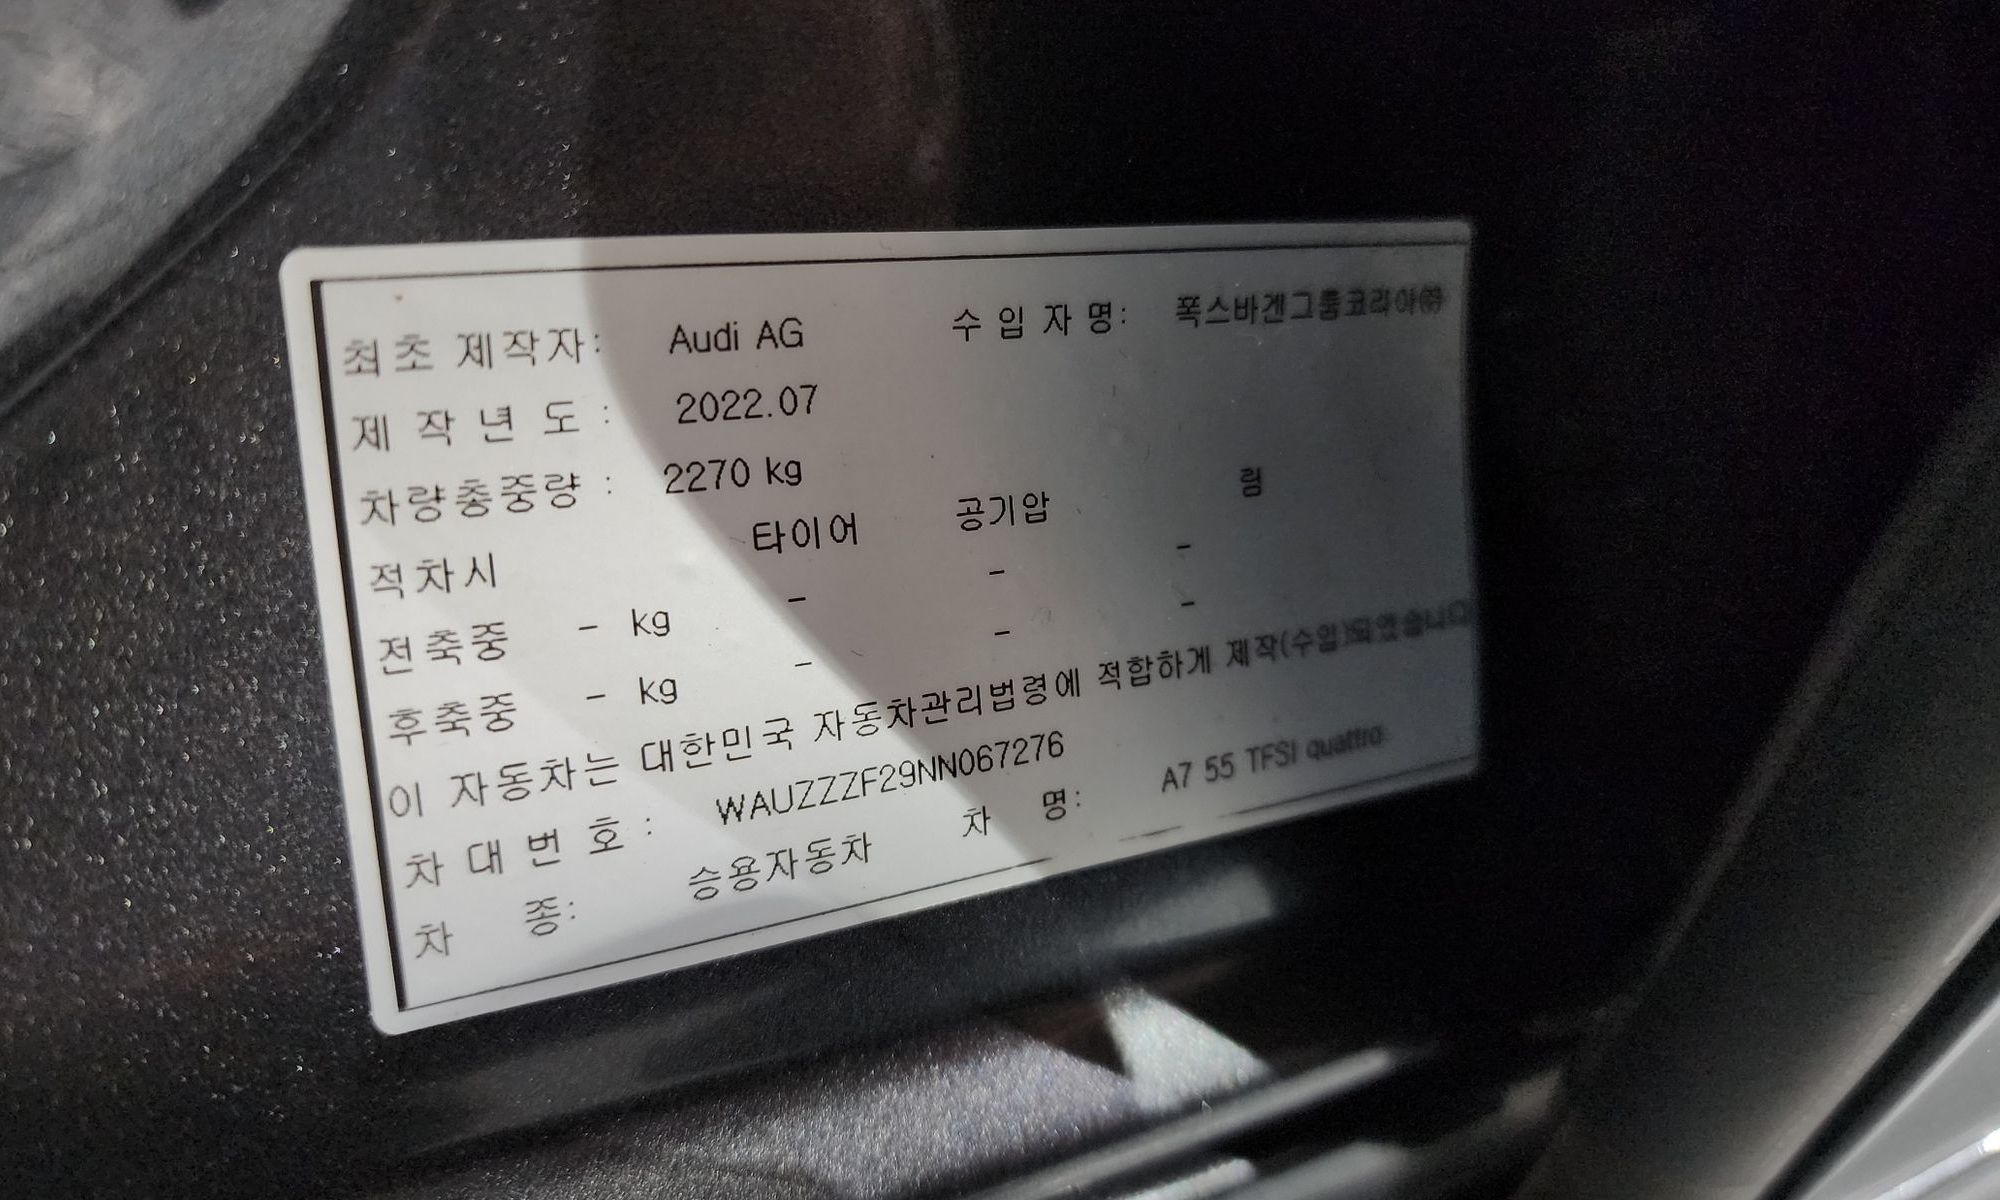 최초 제작자: Audi AG 수 입 자 명: 폭스바겐그룹코리아㈜
제 작 년 도 : 2022.07
차량총중량 : 2270 kg
적차시 타이어 공기압 림
전축중 - kg - - -
후축중 - kg - - -
이 자동차는 대한민국 자동차관리법령에 적합하게 제작(수입)되었습니다
차 대 번 호 : WAUZZZF29NN067276
차 종: 승용자동차 차 명: A7 55 TFSI quattro